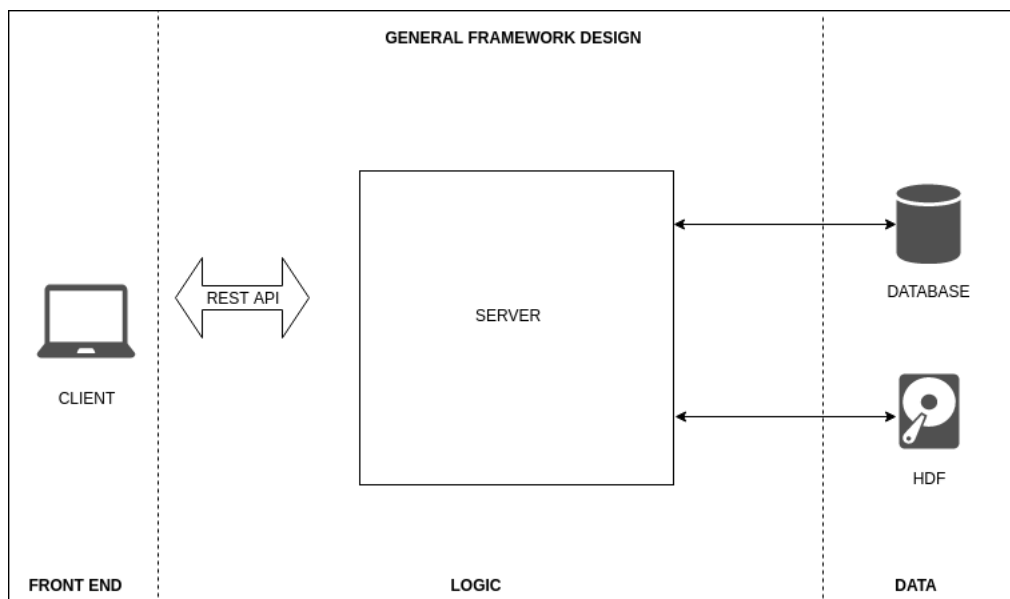 GENERAL FRAMEWORK DESIGN
REST API
SERVER
DATABASE
CLIENT
HDF
FRONT END
LOGIC
DATA